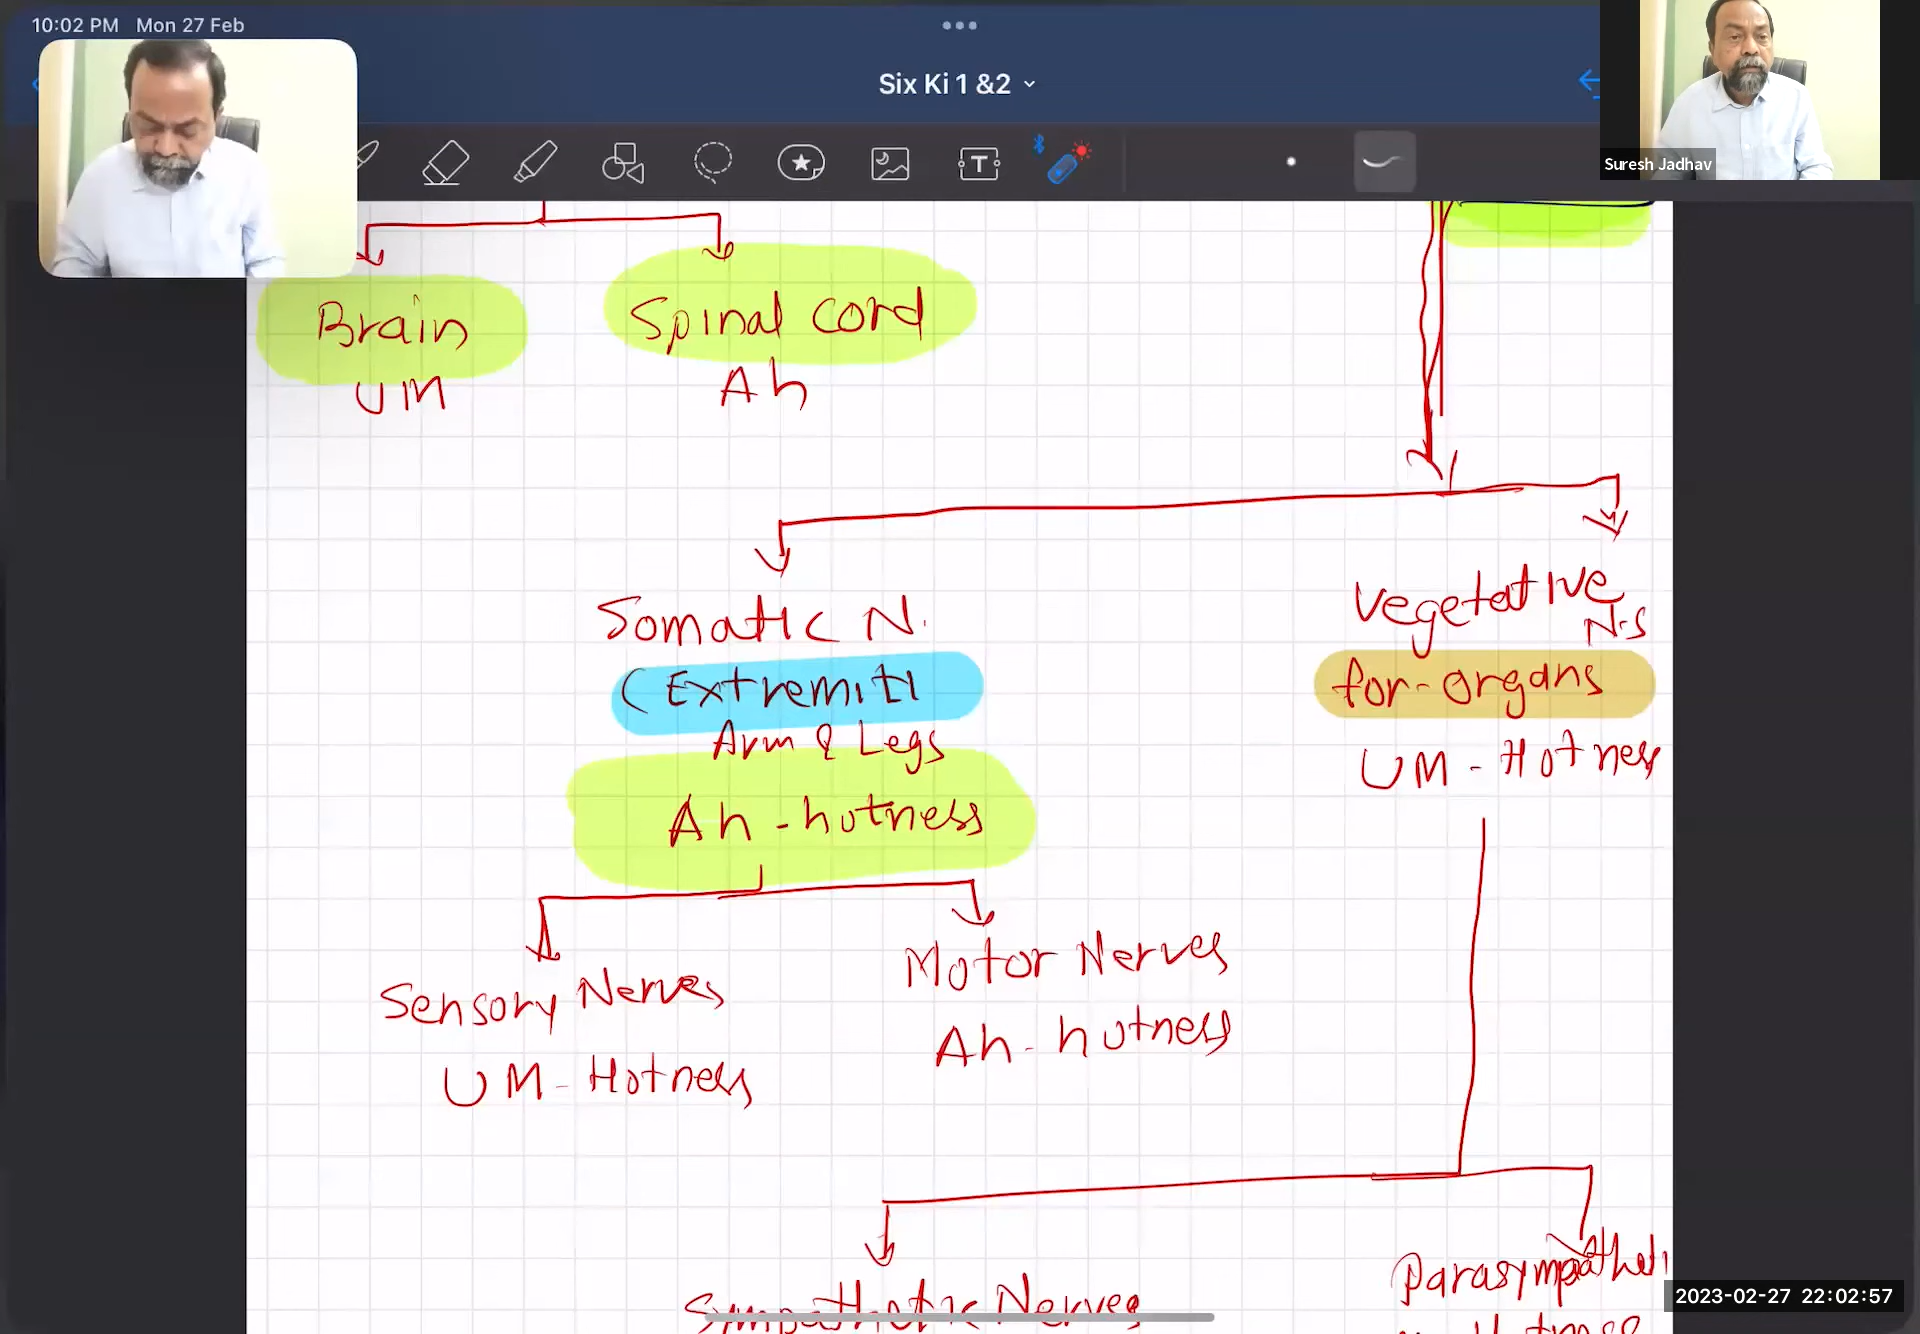 10:02 PM Mon 27 Feb
Six Ki 1 &2
Suresh Jadhav
Brain
UM
Spinal cord
Ah
Somatic N.
(Extremiti
Arm & Legs
Ah - hotness
Vegetative
N.S
for-organs
UM - Hotness
Sensory Nerves
UM - Hotness
Motor Nerves
Ah - hotness
Sympathetic Nerves
Parasympatheti
2023-02-27 22:02:57